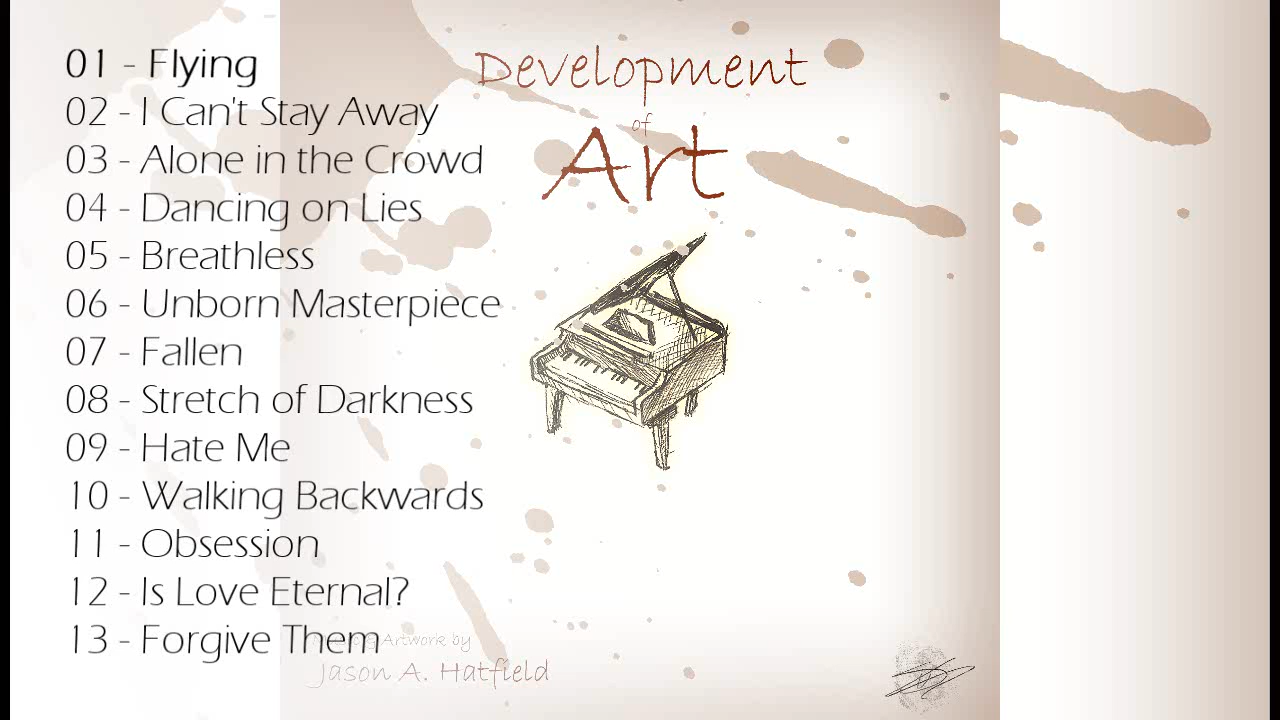 01 - Flying
02 - I Can't Stay Away
03 - Alone in the Crowd
04 - Dancing on Lies
05 - Breathless
06 - Unborn Masterpiece
07 - Fallen
08 - Stretch of Darkness
09 - Hate Me
10 - Walking Backwards
11 - Obsession
12 - Is Love Eternal?
13 - Forgive Them
Development
of
Art
& Artwork by
Jason A. Hatfield